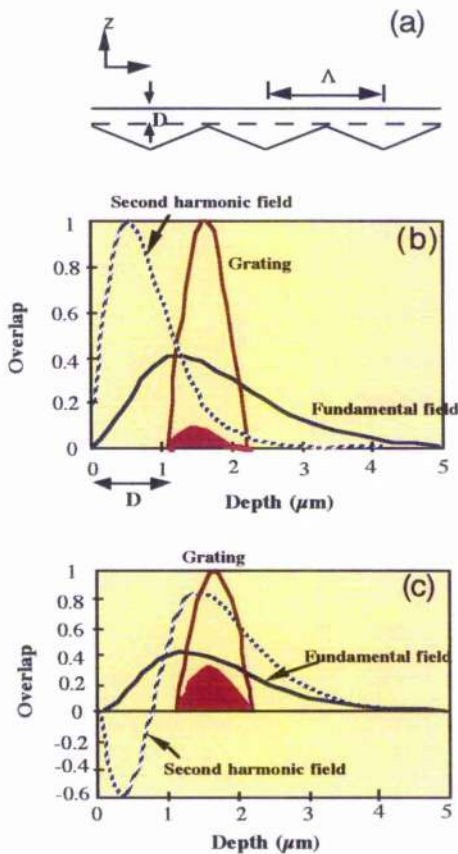 (a)
z
Λ
D
Second harmonic field
(b)
Grating
Fundamental field
Overlap
1
0.8
0.6
0.4
0.2
0
0 1 2 3 4 5
D
Depth (µm)
Grating
(c)
Fundamental field
Second harmonic field
Overlap
1
0.8
0.6
0.4
0.2
0
-0.2
-0.4
-0.6
0 1 2 3 4 5
Depth (µm)